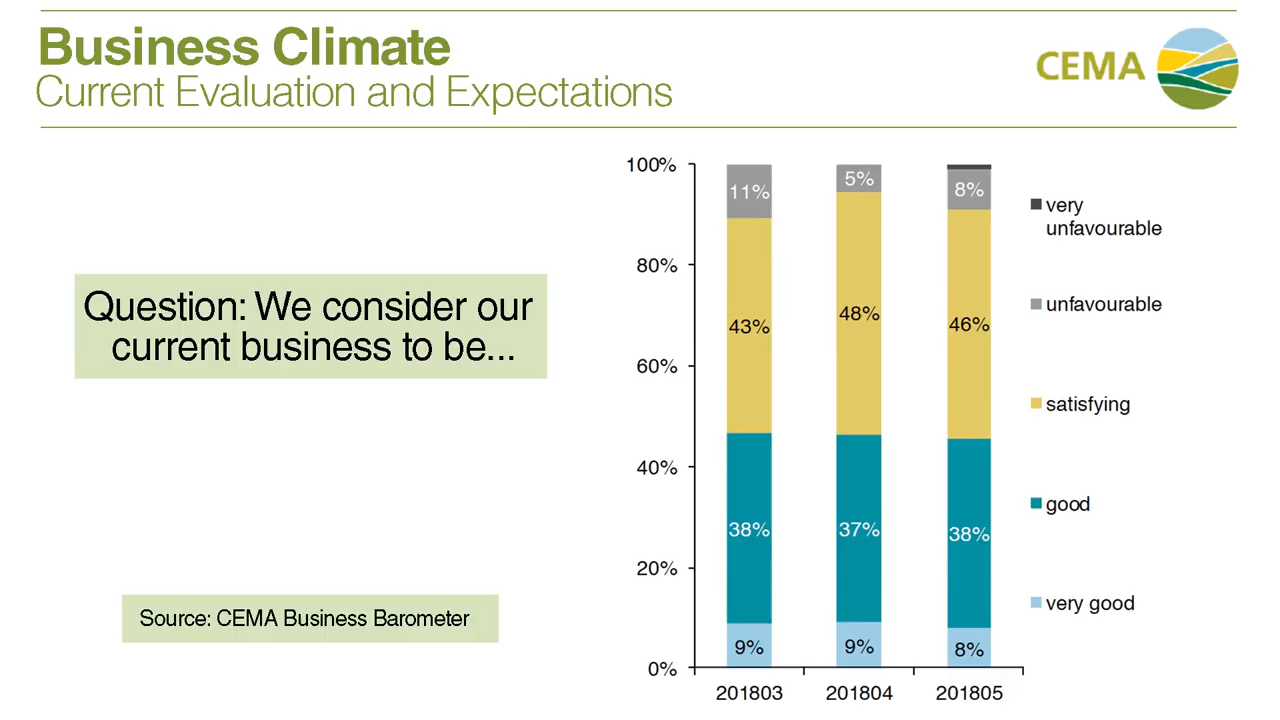 Business Climate
Current Evaluation and Expectations
CEMA
Question: We consider our
current business to be...
Source: CEMA Business Barometer
100%
80%
60%
40%
20%
0%
11%
5%
8%
43%
48%
46%
38%
37%
38%
9%
9%
8%
201803
201804
201805
very
unfavourable
unfavourable
satisfying
good
very good